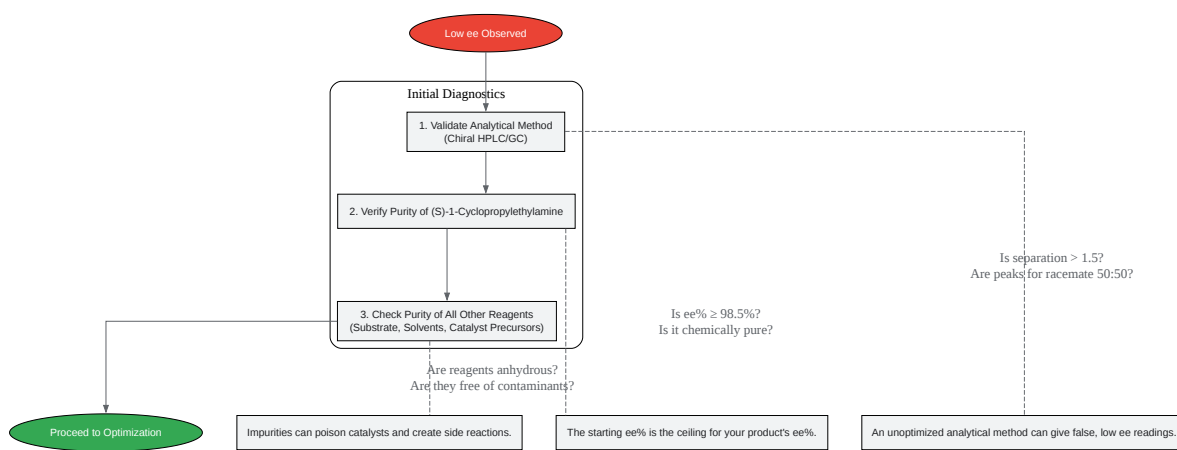 Low ee Observed
Initial Diagnostics
1. Validate Analytical Method
(Chiral HPLC/GC)
2. Verify Purity of (S)-1-Cyclopropylethylamine
Is separation > 1.5?
Are peaks for racemate 50:50?
3. Check Purity of All Other Reagents
(Substrate, Solvents, Catalyst Precursors)
Is ee% ≥ 98.5%?
Is it chemically pure?
Are reagents anhydrous?
Are they free of contaminants?
Proceed to Optimization
Impurities can poison catalysts and create side reactions.
The starting ee% is the ceiling for your product's ee%.
An unoptimized analytical method can give false, low ee readings.